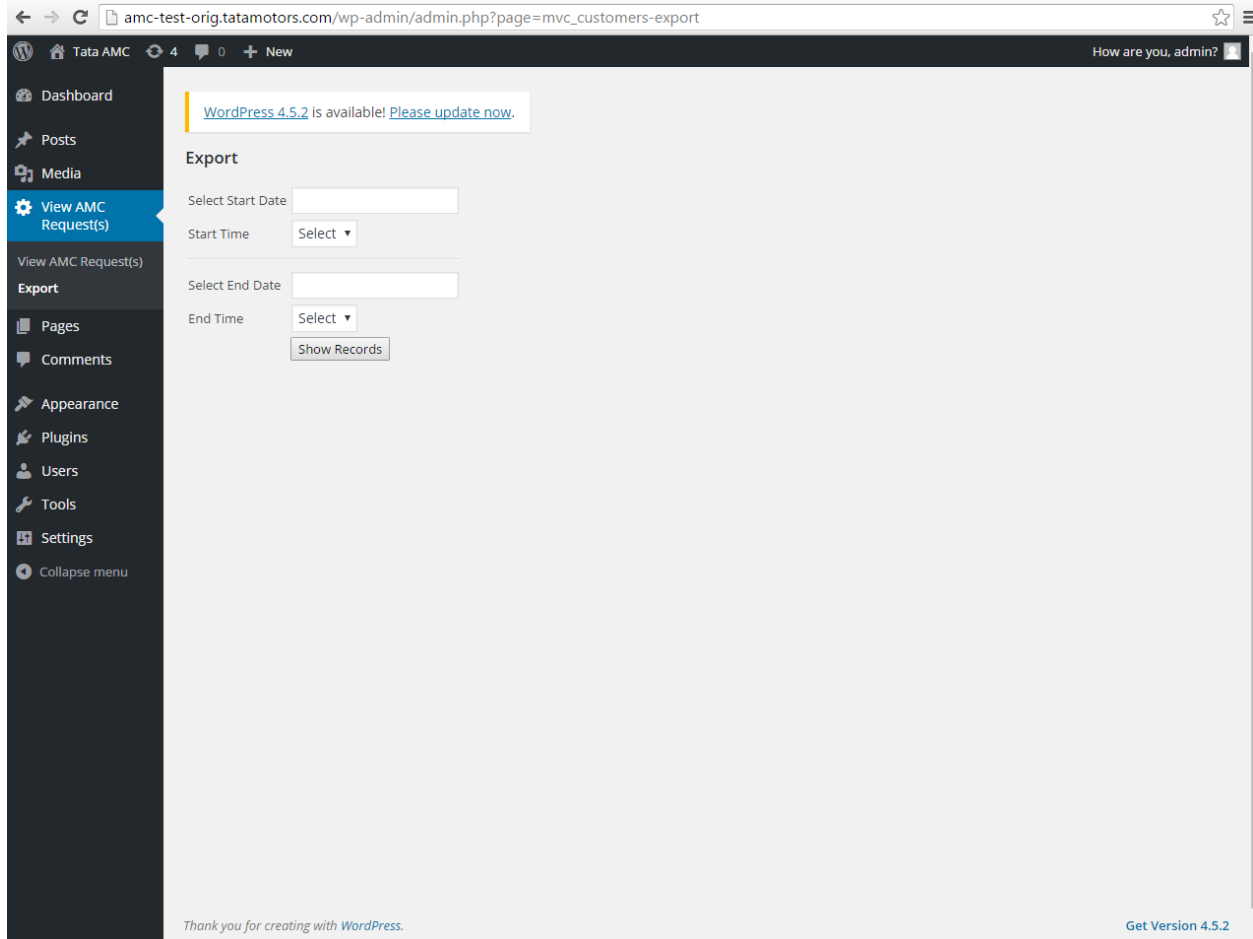 amc-test-orig.tatamotors.com/wp-admin/admin.php?page=mvc_customers-export
Tata AMC 4 0 + New How are you, admin?
Dashboard
Posts
Media
View AMC
Request(s)
View AMC Request(s)
Export
Pages
Comments
Appearance
Plugins
Users
Tools
Settings
Collapse menu
WordPress 4.5.2 is available! Please update now.
Export
Select Start Date
Start Time Select
Select End Date
End Time Select
Show Records
Thank you for creating with WordPress. Get Version 4.5.2